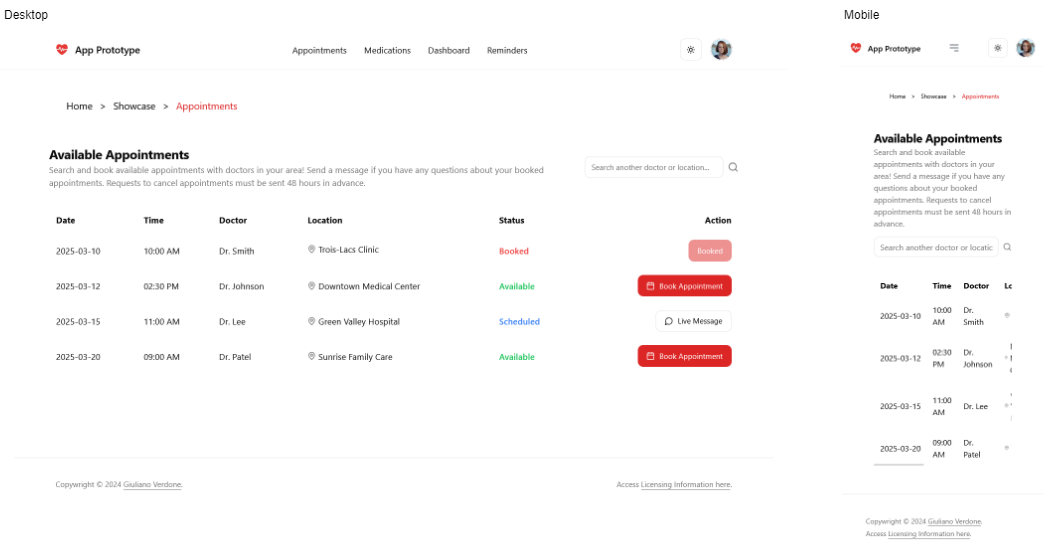 Desktop
App Prototype
Appointments Medications Dashboard Reminders
Home > Showcase > Appointments
Available Appointments
Search and book available appointments with doctors in your area! Send a message if you have any questions about your booked
appointments. Requests to cancel appointments must be sent 48 hours in advance.
Search another doctor or location...
Date Time Doctor Location Status Action
2025-03-10 10:00 AM Dr. Smith Trois-Lacs Clinic Booked Booked
2025-03-12 02:30 PM Dr. Johnson Downtown Medical Center Available Book Appointment
2025-03-15 11:00 AM Dr. Lee Green Valley Hospital Scheduled Live Message
2025-03-20 09:00 AM Dr. Patel Sunrise Family Care Available Book Appointment
Copywright © 2024 Giuliano Verdone.
Access Licensing Information here.
Mobile
App Prototype
Home > Showcase > Appointments
Available Appointments
Search and book available
appointments with doctors in your
area! Send a message if you have any
questions about your booked
appointments. Requests to cancel
appointments must be sent 48 hours in
advance.
Search another doctor or locatic
Date Time Doctor Lc
2025-03-10 10:00 AM Dr. Smith
2025-03-12 02:30 PM Dr. Johnson
2025-03-15 11:00 AM Dr. Lee
2025-03-20 09:00 AM Dr. Patel
Copywright © 2024 Giuliano Verdone.
Access Licensing Information here.